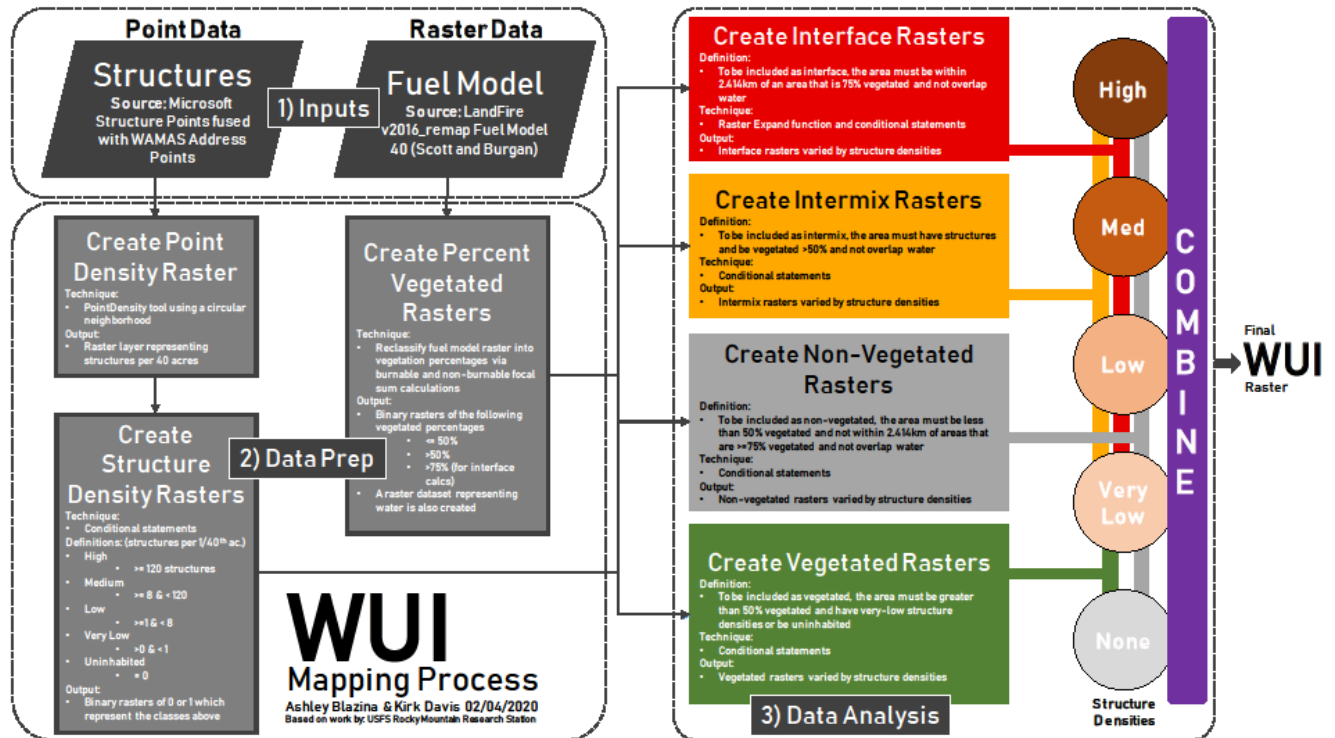 Point Data
Structures
Source: Microsoft
Structure Points fused
with WAMAS Address
Points
Raster Data
Fuel Model
Source: LandFire
v2016_remap Fuel Model
40 (Scott and Burgan)
1) Inputs
Create Point
Density Raster
Technique:
• PointDensity tool using a circular
neighborhood
Output:
• Raster layer representing
structures per 40 acres
Create
Structure
Density Rasters
Technique:
• Conditional statements
Definitions: (structures per 1/40th ac.)
• High
• >= 120 structures
• Medium
• >= 8 & < 120
• Low
• >=1 & < 8
• Very Low
• >0 & <1
• Uninhabited
• = 0
Output:
• Binary rasters of 0 or 1 which
represent the classes above
Create Percent
Vegetated
Rasters
Technique:
• Reclassify fuel model raster into
vegetation percentages via
burnable and non-burnable focal
sum calculations
Output:
• Binary rasters of the following
vegetated percentages
• <= 50%
• >50%
• >75% (for interface
calcs)
• A raster dataset representing
water is also created
2) Data Prep
WUI
Mapping Process
Ashley Blazina & Kirk Davis 02/04/2020
Based on work by: USFS Rocky Mountain Research Station
Create Interface Rasters
Definition:
• To be included as interface, the area must be within
2.414km of an area that is 75% vegetated and not overlap
water
Technique:
• Raster Expand function and conditional statements
Output:
• Interface rasters varied by structure densities
Create Intermix Rasters
Definition:
• To be included as intermix, the area must have structures
and be vegetated >50% and not overlap water
Technique:
• Conditional statements
Output:
• Intermix rasters varied by structure densities
Create Non-Vegetated
Rasters
Definition:
• To be included as non-vegetated, the area must be less
than 50% vegetated and not within 2.414km of areas that
are >=75% vegetated and not overlap water
Technique:
• Conditional statements
Output:
• Non-vegetated rasters varied by structure densities
Create Vegetated Rasters
Definition:
• To be included as vegetated, the area must be greater
than 50% vegetated and have very-low structure
densities or be uninhabited
Technique:
• Conditional statements
Output:
• Vegetated rasters varied by structure densities
3) Data Analysis
High
Med
Low
Very
Low
None
Structure
Densities
COMBINE
Final
WUI
Raster